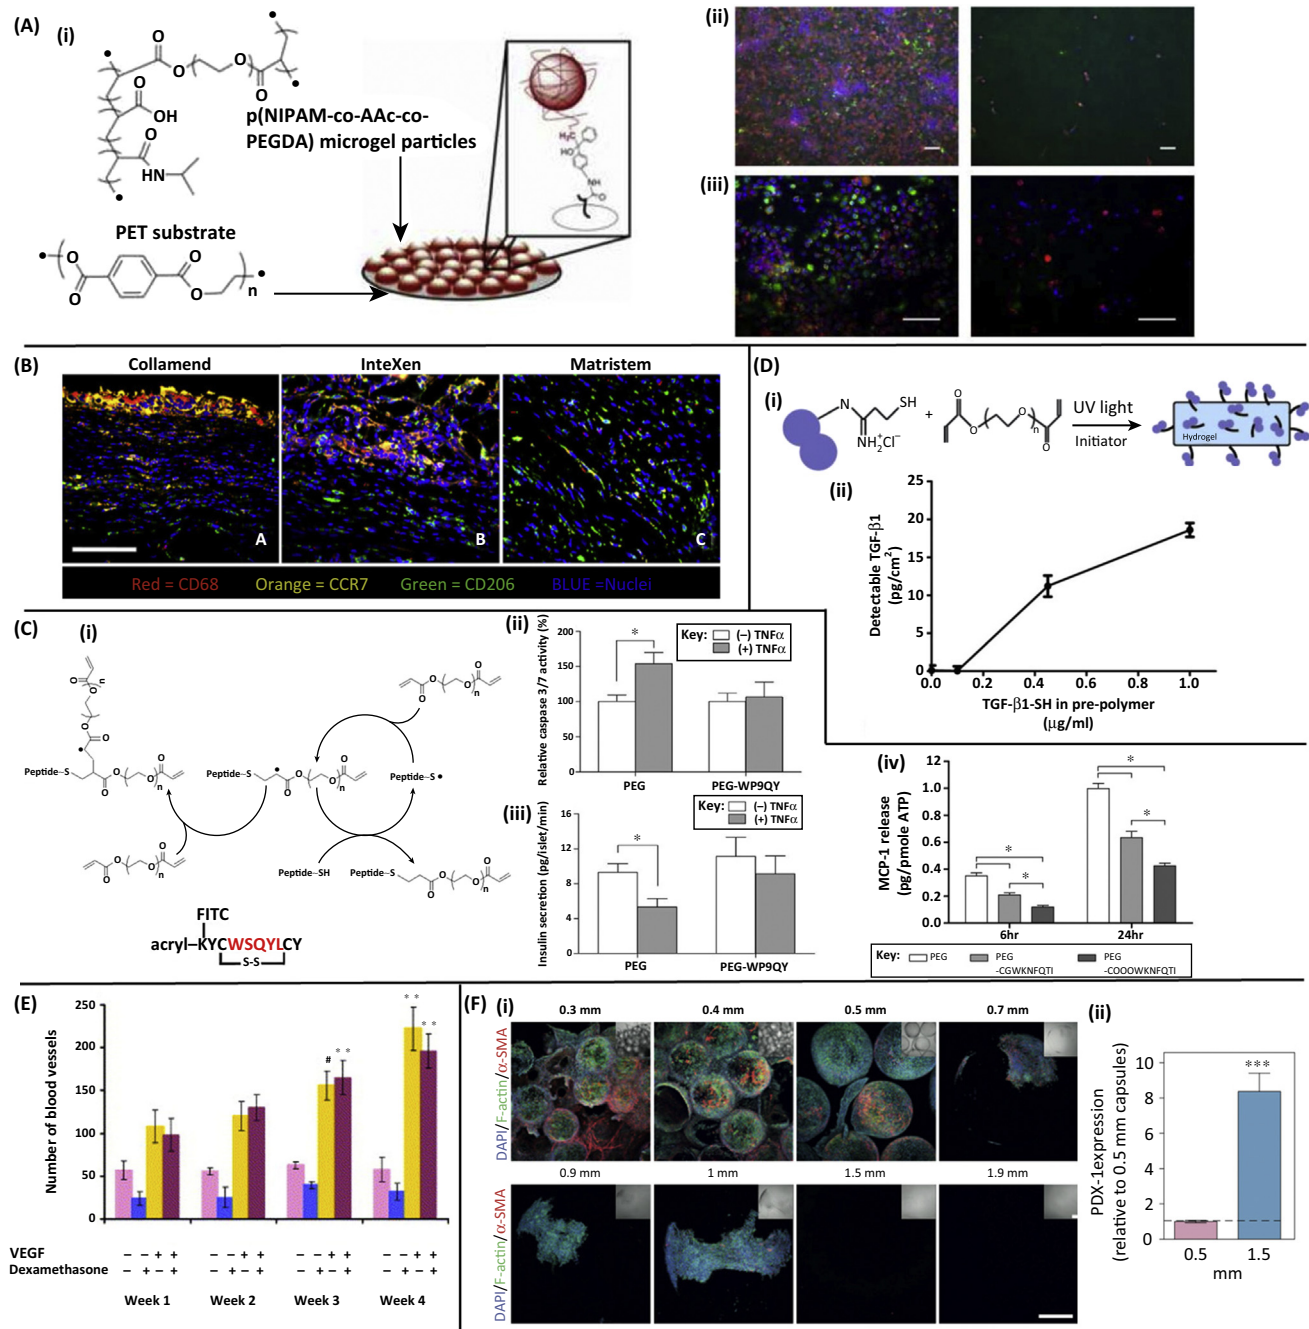 (A)
(i)
O
O
O
O
n
O
OH
O
HN
p(NIPAM-co-AAc-co-
PEGDA) microgel particles
PET substrate
O
O
O
O
n
H₃C
HO
NH
O
(ii)
(iii)
(B)
Collamend
InteXen
Matristem
A
B
C
Red = CD68 Orange = CCR7 Green = CD206 BLUE =Nuclei
(D)
(i)
N
SH
NH₂⁺Cl⁻
+
O
O
O
n
O
UV light
Initiator
Hydrogel
(ii)
Detectable TGF-β1
(pg/cm²)
25
20
15
10
5
0
0.0 0.2 0.4 0.6 0.8 1.0
TGF-β1-SH in pre-polymer
(μg/ml)
(C)
(i)
Peptide–S
Peptide–S
Peptide–S•
Peptide–SH
Peptide–S
FITC
acryl–KYCWSQYLCY
S-S
(ii)
Relative caspase 3/7 activity (%)
200
150
100
50
0
*
Key: (–) TNFα
(+) TNFα
PEG PEG-WP9QY
(iii)
Insulin secretion (pg/islet/min)
16
12
8
4
0
*
Key: (–) TNFα
(+) TNFα
PEG PEG-WP9QY
(iv)
MCP-1 release
(pg/pmole ATP)
1.2
1.0
0.8
0.6
0.4
0.2
0.0
*
*
*
*
6hr 24hr
Key: PEG PEG -CGWKNFQTI PEG -COOOWKNFQTI
(E)
Number of blood vessels
250
200
150
100
50
0
#
**
**
**
VEGF – – + + – – + + – – + + – – + +
Dexamethasone – + – + – + – + – + – + – + – +
Week 1 Week 2 Week 3 Week 4
(F)
(i)
0.3 mm 0.4 mm 0.5 mm 0.7 mm
DAPI/F-actin/α-SMA
0.9 mm 1 mm 1.5 mm 1.9 mm
DAPI/F-actin/α-SMA
(ii)
PDX-1expression
(relative to 0.5 mm capsules)
10
8
6
4
2
0
***
0.5 1.5
mm